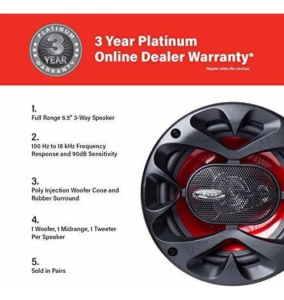 PLATINUM
3
YEAR
WARRANTY
3 Year Platinum
Online Dealer Warranty*
1.
Full Range 6.5" 3-Way Speaker
2.
100 Hz to 18 kHz Frequency
Response and 90dB Sensitivity
3.
Poly Injection Woofer Cone and
Rubber Surround
4.
1 Woofer, 1 Midrange, 1 Tweeter
Per Speaker
5.
Sold in Pairs